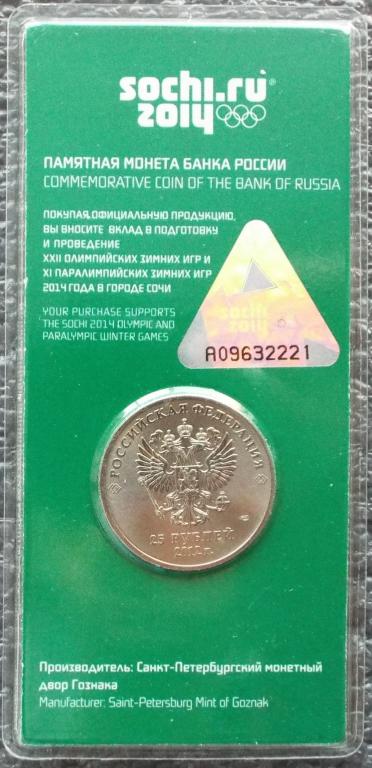 sochi.ru
2014
ПАМЯТНАЯ МОНЕТА БАНКА РОССИИ
COMMEMORATIVE COIN OF THE BANK OF RUSSIA
ПОКУПАЯ ОФИЦИАЛЬНУЮ ПРОДУКЦИЮ,
ВЫ ВНОСИТЕ ВКЛАД В ПОДГОТОВКУ
И ПРОВЕДЕНИЕ
XXII ОЛИМПИЙСКИХ ЗИМНИХ ИГР И
XI ПАРАЛИМПИЙСКИХ ЗИМНИХ ИГР
2014 ГОДА В ГОРОДЕ СОЧИ
YOUR PURCHASE SUPPORTS
THE SOCHI 2014 OLYMPIC AND
PARALYMPIC WINTER GAMES
sochi
2014
A09632221
РОССИЙСКАЯ ФЕДЕРАЦИЯ
25 РУБЛЕЙ
2012 г.
Производитель: Санкт-Петербургский монетный
двор Гознака
Manufacturer: Saint-Petersburg Mint of Goznak